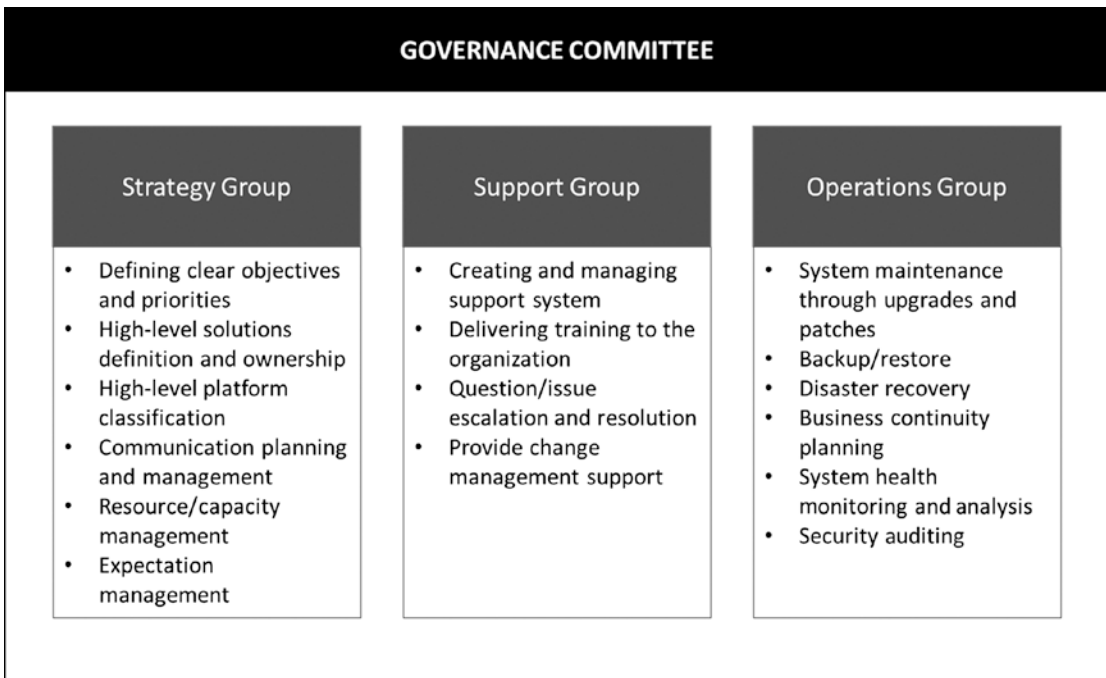 GOVERNANCE COMMITTEE
Strategy Group
• Defining clear objectives
and priorities
• High-level solutions
definition and ownership
• High-level platform
classification
• Communication planning
and management
• Resource/capacity
management
• Expectation
management
Support Group
• Creating and managing
support system
• Delivering training to the
organization
• Question/issue
escalation and resolution
• Provide change
management support
Operations Group
• System maintenance
through upgrades and
patches
• Backup/restore
• Disaster recovery
• Business continuity
planning
• System health
monitoring and analysis
• Security auditing